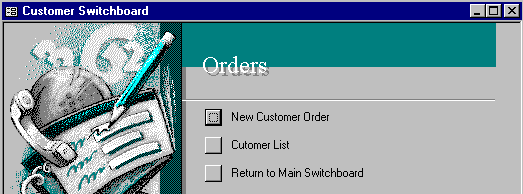 Customer Switchboard
Orders
New Customer Order
Cutomer List
Return to Main Switchboard